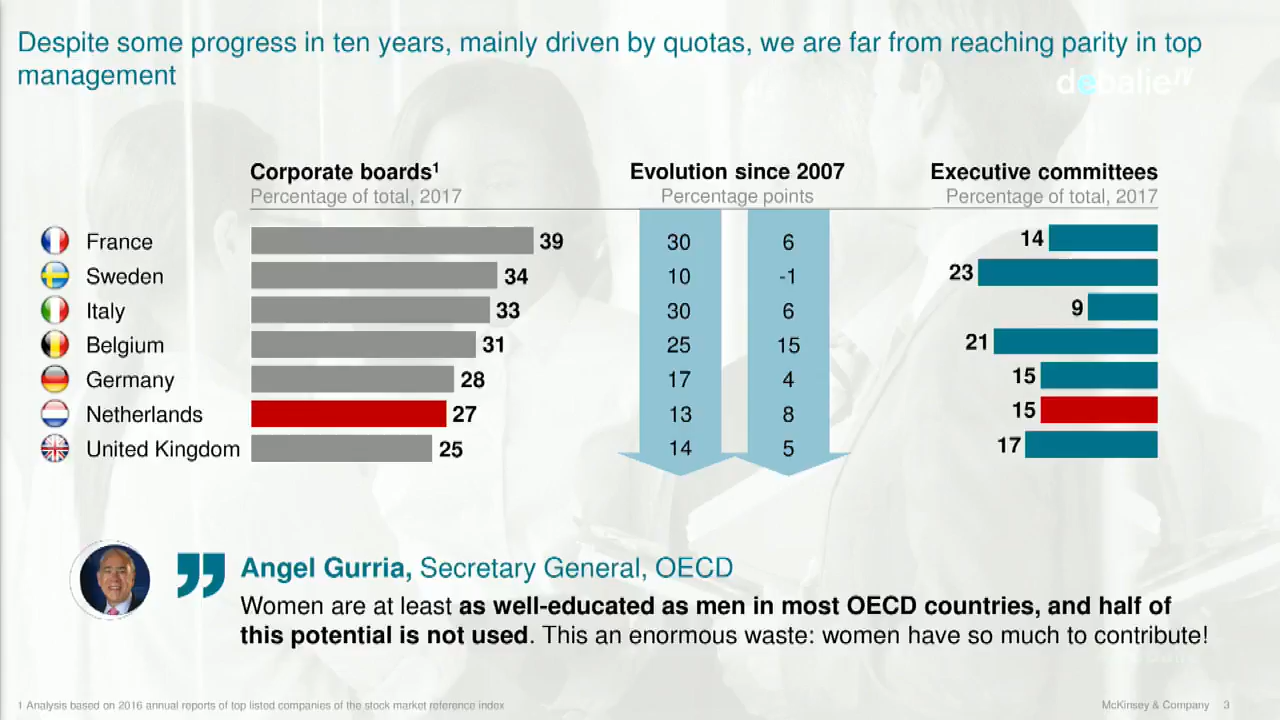 Despite some progress in ten years, mainly driven by quotas, we are far from reaching parity in top
management
debalie
Corporate boards¹ Evolution since 2007 Executive committees
Percentage of total, 2017 Percentage points Percentage of total, 2017
France 39 30 6 14
Sweden 34 10 -1 23
Italy 33 30 6 9
Belgium 31 25 15 21
Germany 28 17 4 15
Netherlands 27 13 8 15
United Kingdom 25 14 5 17
Angel Gurria, Secretary General, OECD
Women are at least as well-educated as men in most OECD countries, and half of
this potential is not used. This an enormous waste: women have so much to contribute!
1 Analysis based on 2016 annual reports of top listed companies of the stock market reference index
McKinsey & Company 3